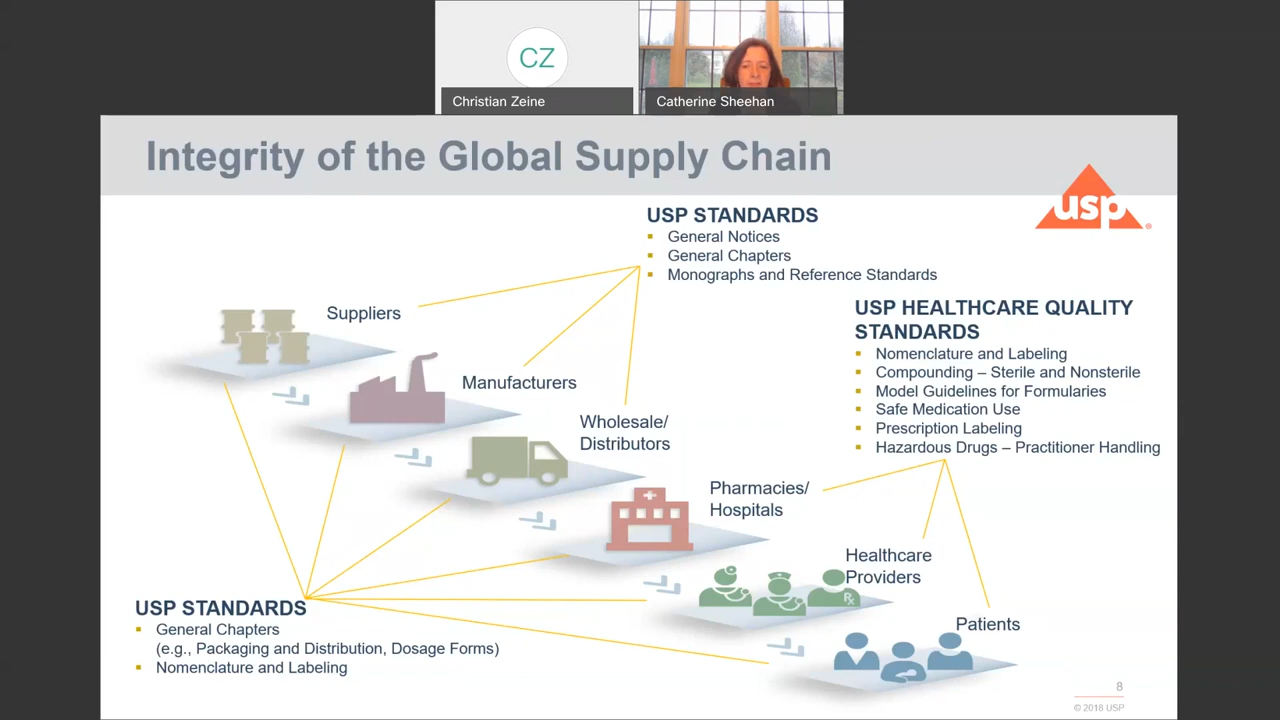 CZ
Christian Zeine
Catherine Sheehan
Integrity of the Global Supply Chain
usp®
USP STANDARDS
▪ General Notices
▪ General Chapters
▪ Monographs and Reference Standards
USP HEALTHCARE QUALITY
STANDARDS
▪ Nomenclature and Labeling
▪ Compounding – Sterile and Nonsterile
▪ Model Guidelines for Formularies
▪ Safe Medication Use
▪ Prescription Labeling
▪ Hazardous Drugs – Practitioner Handling
Suppliers
Manufacturers
Wholesale/
Distributors
Pharmacies/
Hospitals
Healthcare
Providers
Rx
Patients
USP STANDARDS
▪ General Chapters
(e.g., Packaging and Distribution, Dosage Forms)
▪ Nomenclature and Labeling
8
© 2018 USP